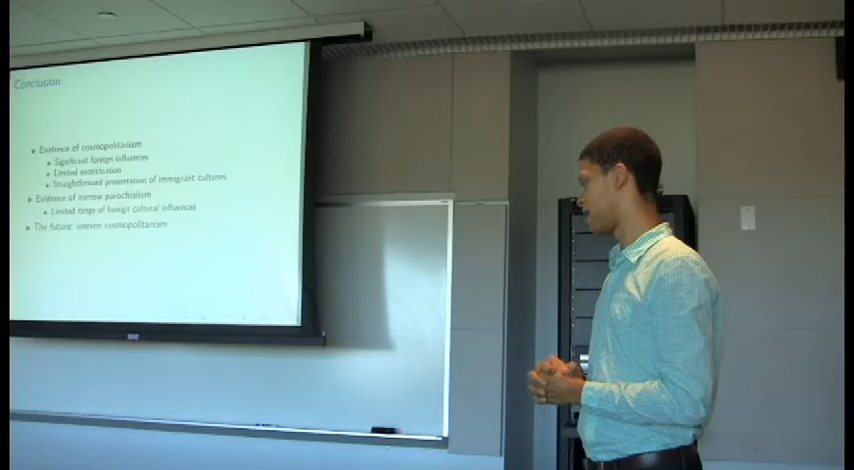 Conclusion
Evidence of cosmopolitanism
Significant foreign influences
Limited exoticization
Straightforward presentation of immigrant cultures
Evidence of narrow parochialism
Limited range of foreign cultural influences
The future: uneven cosmopolitanism